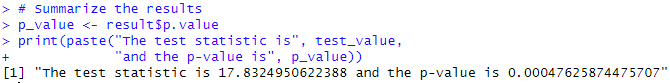 > # Summarize the results
> p_value <- result$p.value
> print(paste("The test statistic is", test_value,
+             "and the p-value is", p_value))
[1] "The test statistic is 17.8324950622388 and the p-value is 0.00047625874475707"